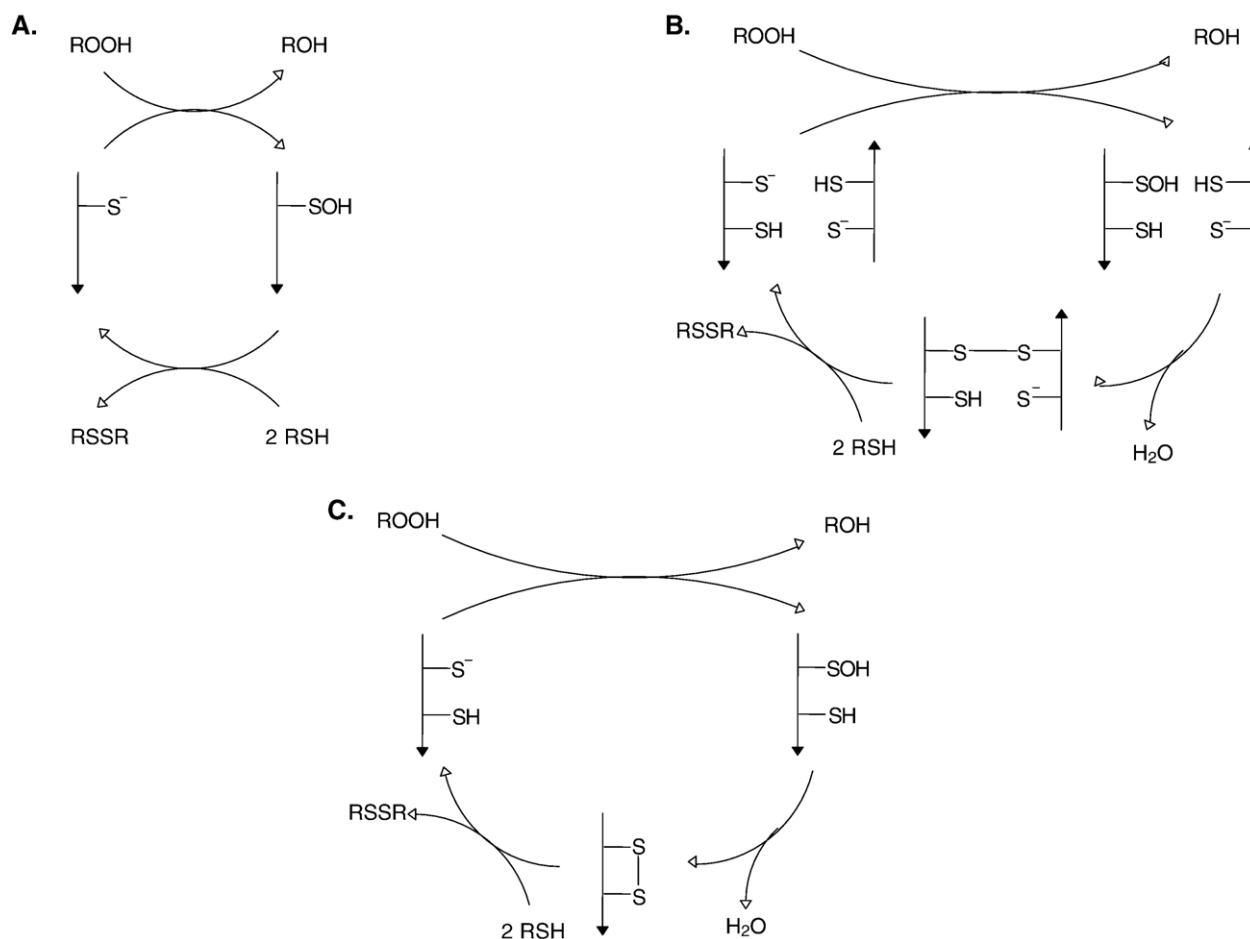 A.
ROOH ROH
S⁻ SOH
RSSR 2 RSH
B.
ROOH ROH
S⁻ HS SOH HS
SH S⁻ SH S⁻
RSSR S S
SH S⁻
2 RSH H₂O
C.
ROOH ROH
S⁻ SOH
SH SH
RSSR
S
S
2 RSH H₂O